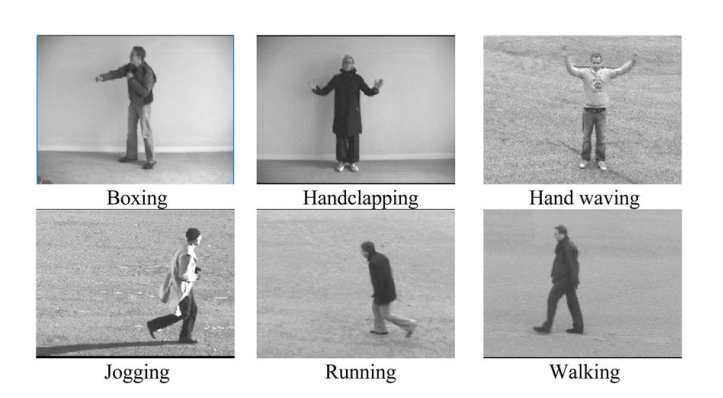 Boxing
Handclapping
Hand waving
Jogging
Running
Walking